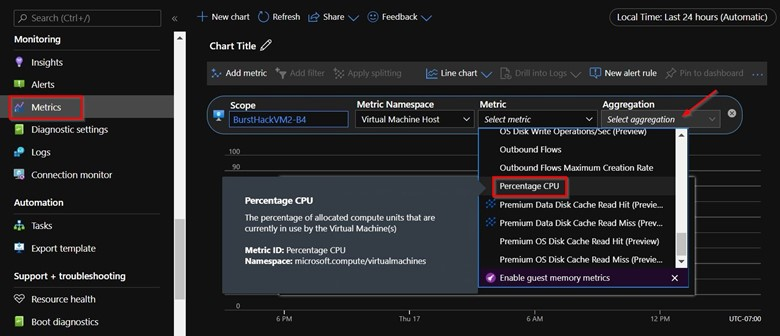 Search (Ctrl+/)
«
New chart
Refresh
Share
Feedback
Local Time: Last 24 hours (Automatic)
Monitoring
Insights
Alerts
Metrics
Diagnostic settings
Logs
Connection monitor
Automation
Tasks
Export template
Support + troubleshooting
Resource health
Boot diagnostics
Chart Title
Add metric
Add filter
Apply splitting
Line chart
Drill into Logs
New alert rule
Pin to dashboard
Scope
BurstHackVM2-B4
Metric Namespace
Virtual Machine Host
Metric
Select metric
Aggregation
Select aggregation
OS Disk Write Operations/Sec (Preview)
Outbound Flows
Outbound Flows Maximum Creation Rate
Percentage CPU
Premium Data Disk Cache Read Hit (Previe...
Premium Data Disk Cache Read Miss (Previ...
Premium OS Disk Cache Read Hit (Preview)
Premium OS Disk Cache Read Miss (Previe...
Enable guest memory metrics
100
90
Percentage CPU
The percentage of allocated compute units that are
currently in use by the Virtual Machine(s)
Metric ID: Percentage CPU
Namespace: microsoft.compute/virtualmachines
6 PM
Thu 17
6 AM
12 PM
UTC-07:00